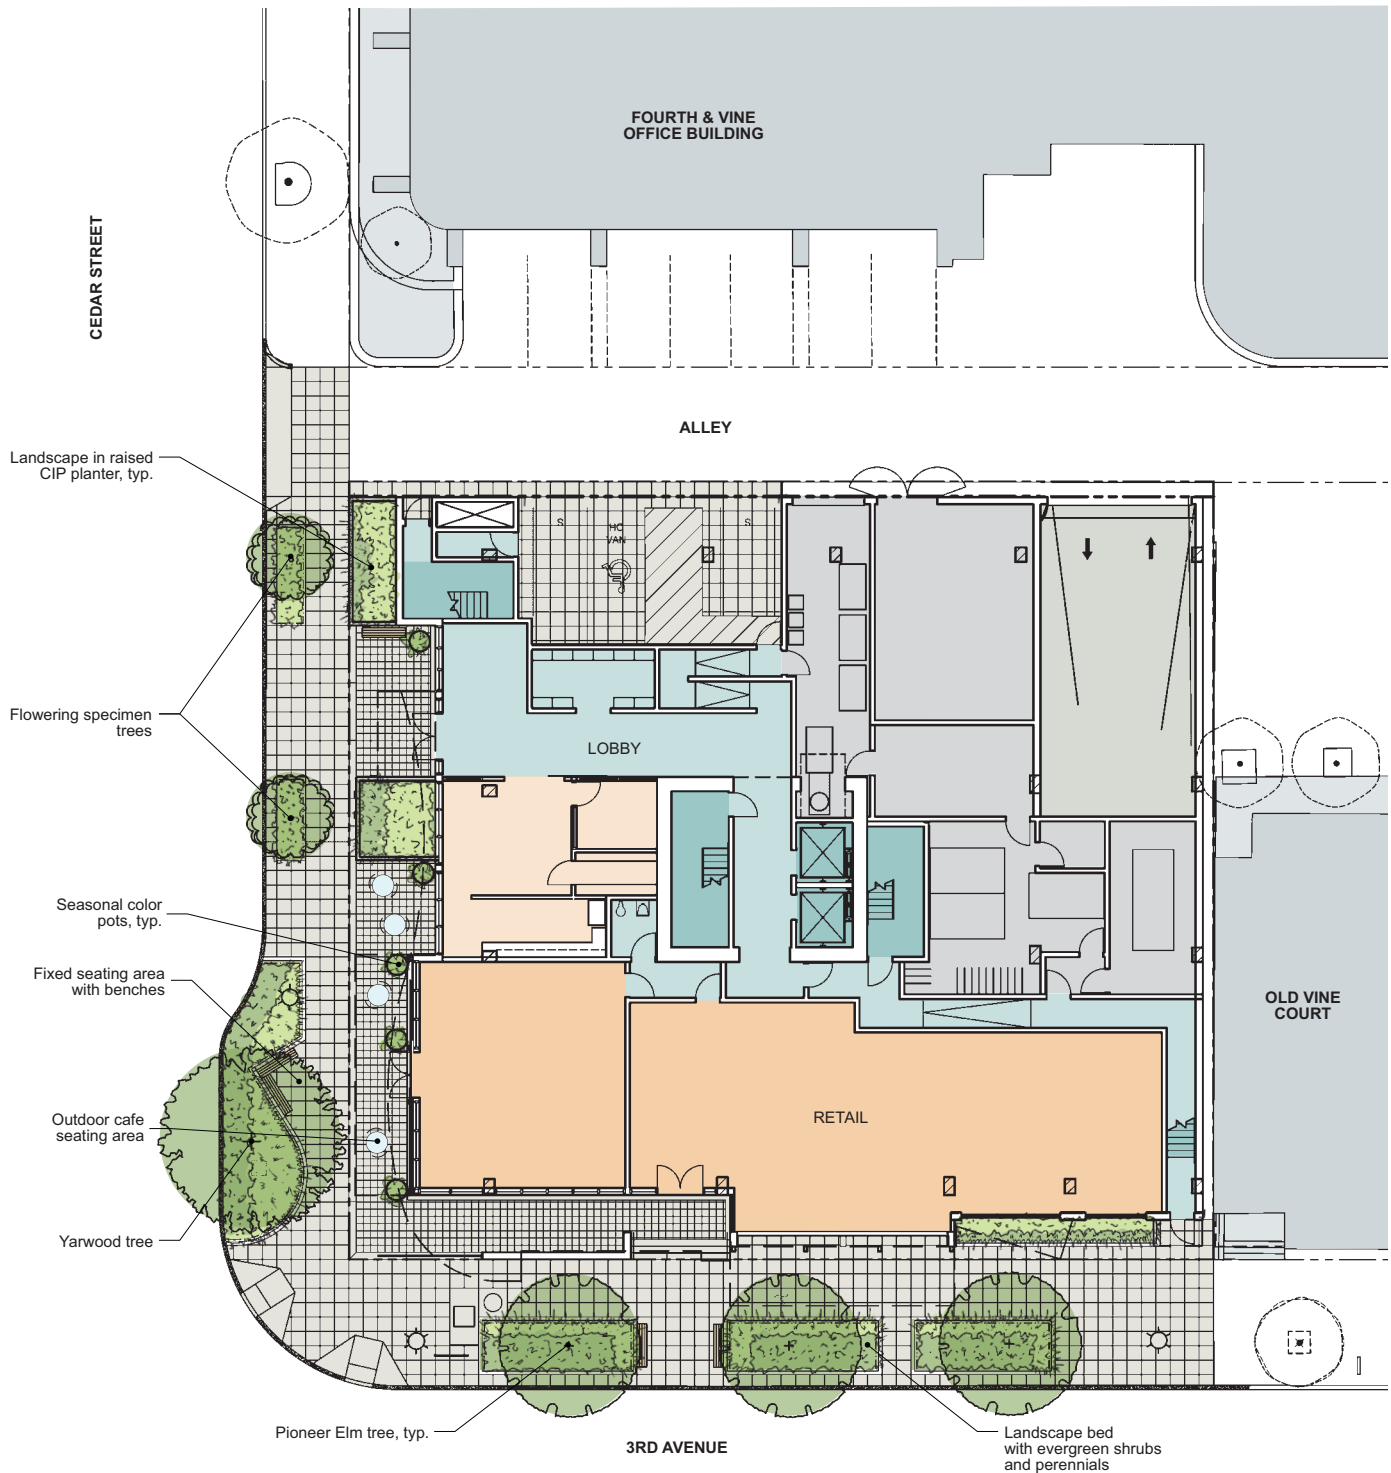 FOURTH & VINE
OFFICE BUILDING
CEDAR STREET
ALLEY
Landscape in raised
CIP planter, typ.
S
HC
VAN
S
Flowering specimen
trees
LOBBY
Seasonal color
pots, typ.
Fixed seating area
with benches
OLD VINE
COURT
Outdoor cafe
seating area
RETAIL
Yarwood tree
Pioneer Elm tree, typ.
3RD AVENUE
Landscape bed
with evergreen shrubs
and perennials